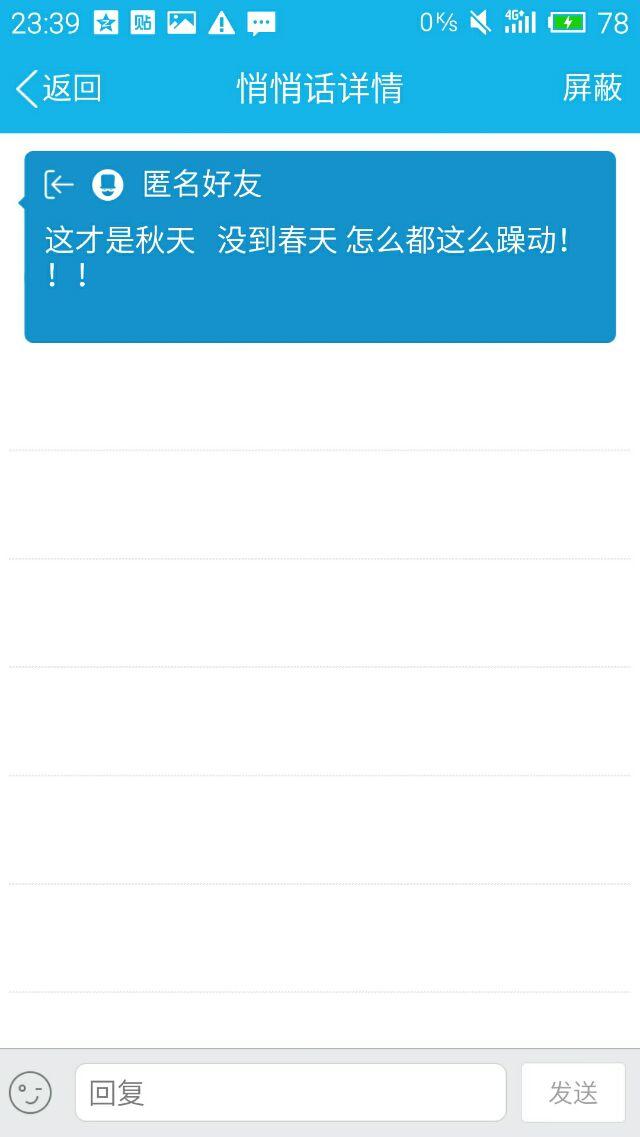 23:39 贴 0K/s 4G+ 78
返回 悄悄话详情 屏蔽
匿名好友
这才是秋天 没到春天 怎么都这么躁动！
！！
回复 发送